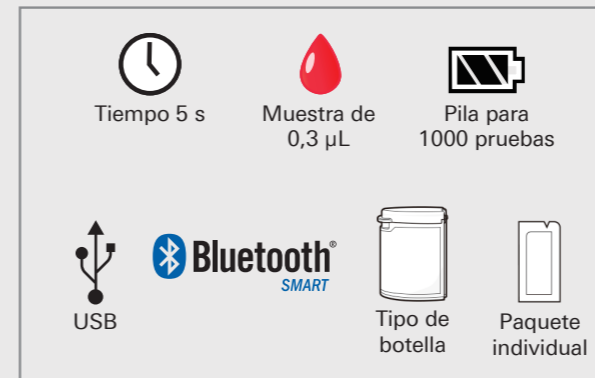 Tiempo 5 s
Muestra de
0,3 µL
Pila para
1000 pruebas
USB
Bluetooth®
SMART
Tipo de
botella
Paquete
individual